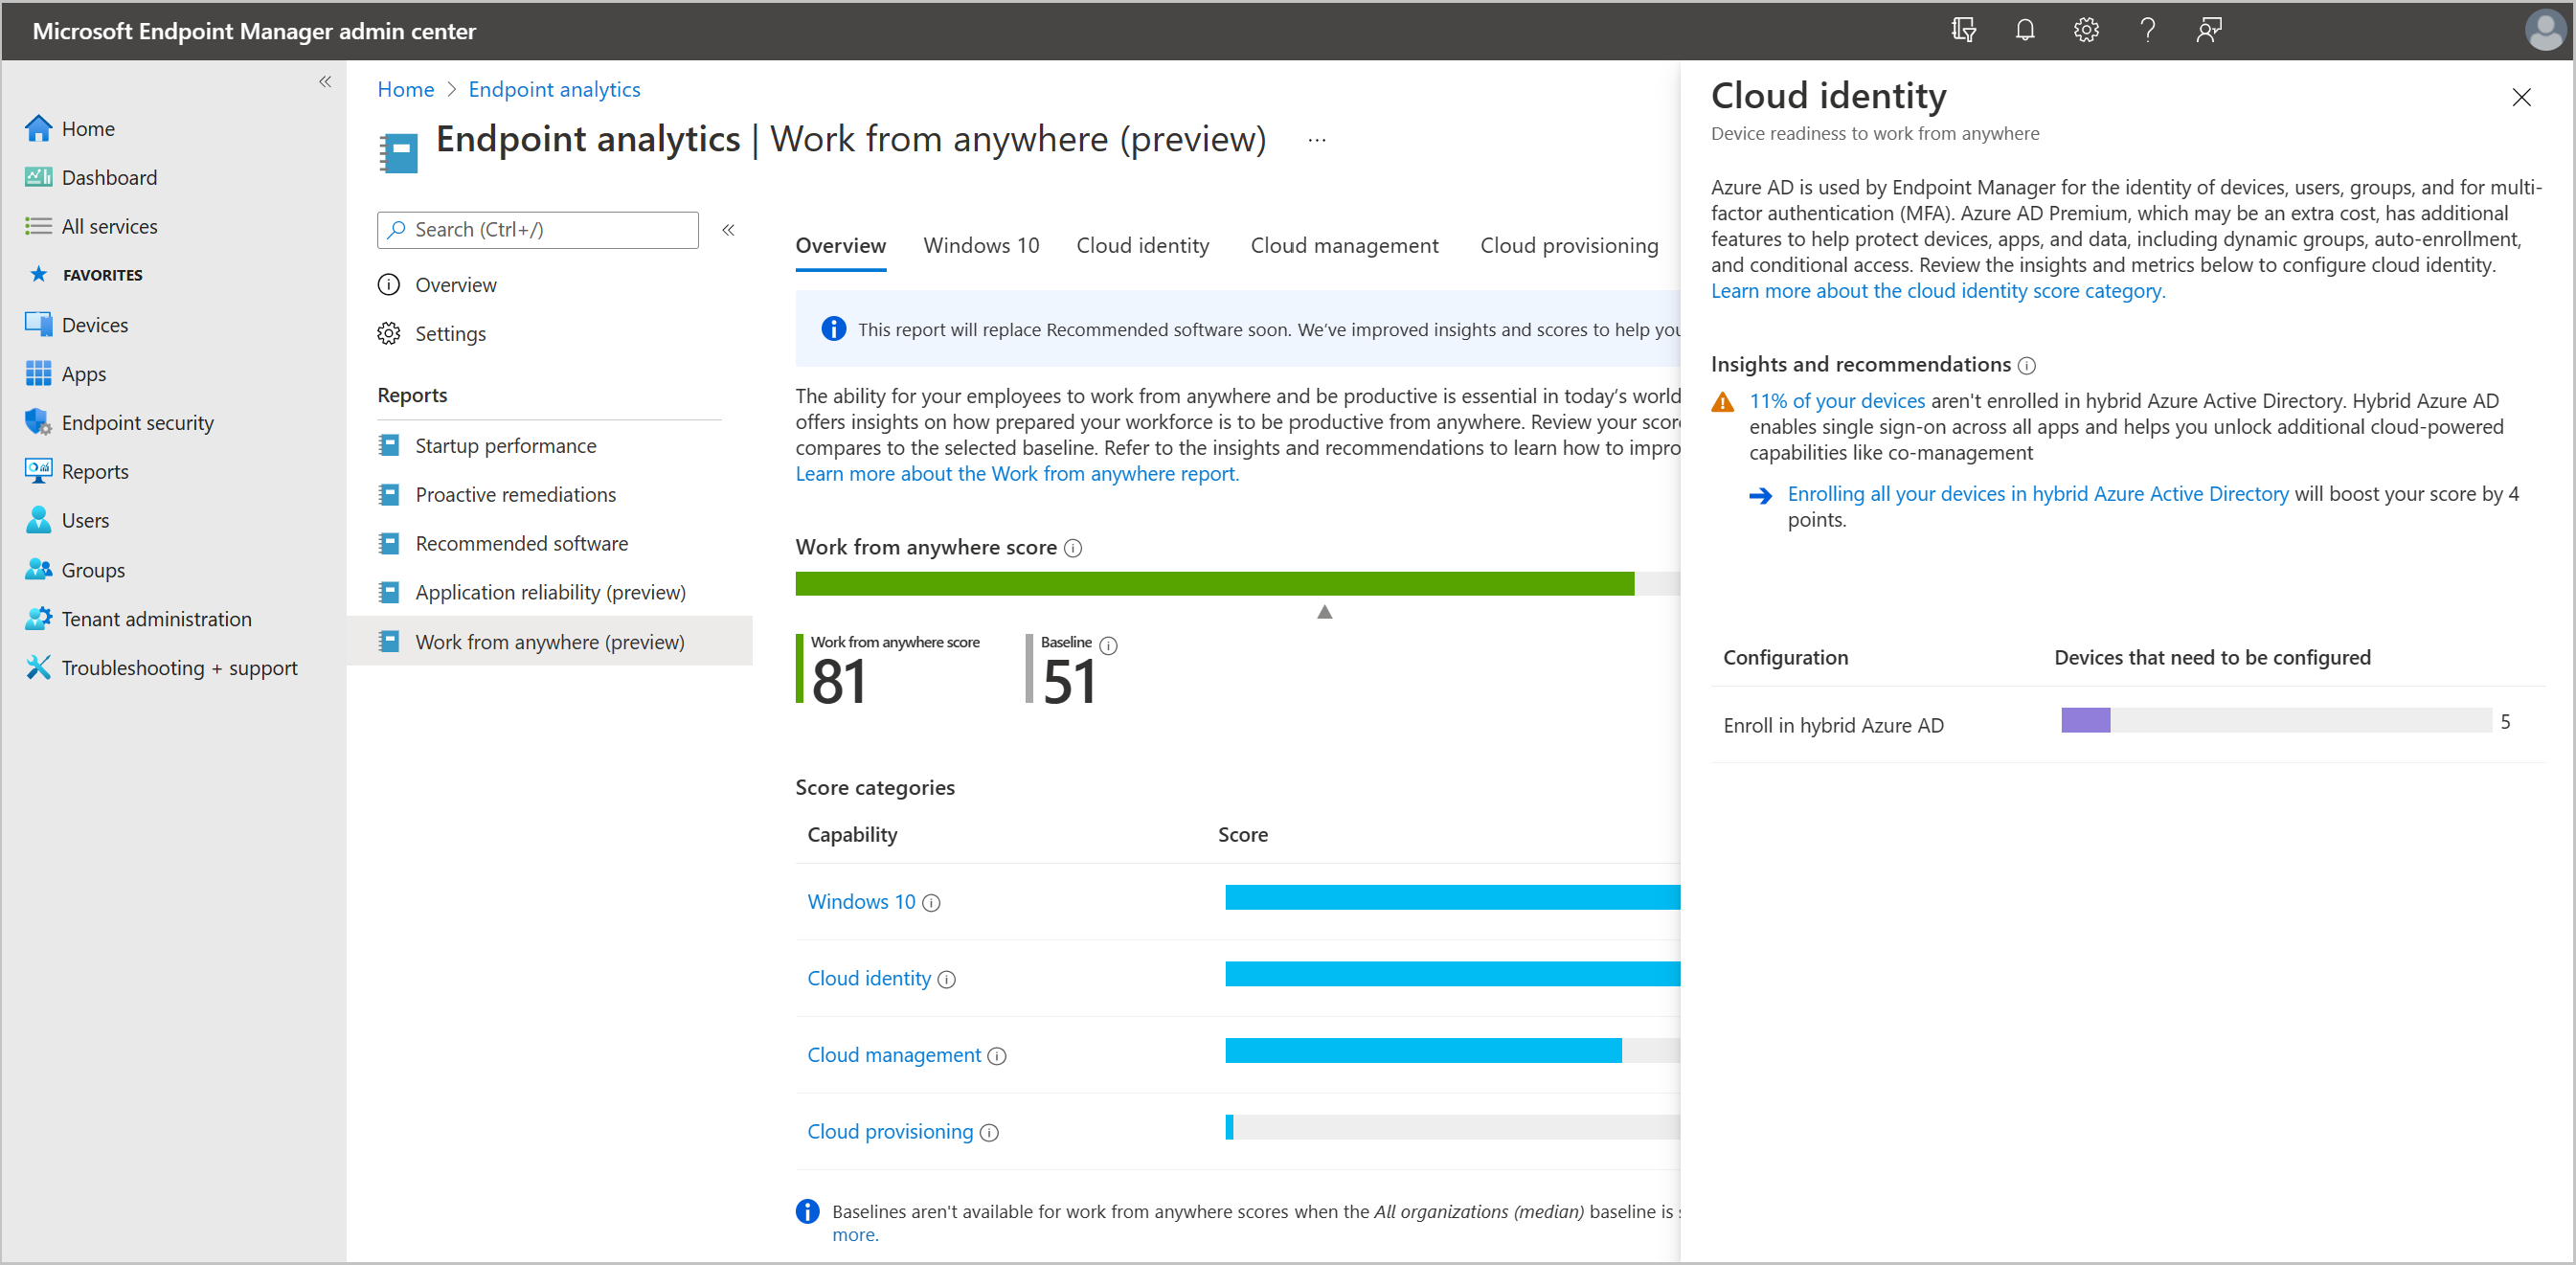 Microsoft Endpoint Manager admin center
Home
Dashboard
All services
FAVORITES
Devices
Apps
Endpoint security
Reports
Users
Groups
Tenant administration
Troubleshooting + support
Home > Endpoint analytics
Endpoint analytics | Work from anywhere (preview) ...
Search (Ctrl+/)
Overview
Settings
Reports
Startup performance
Proactive remediations
Recommended software
Application reliability (preview)
Work from anywhere (preview)
Overview Windows 10 Cloud identity Cloud management Cloud provisioning
This report will replace Recommended software soon. We've improved insights and scores to help you
The ability for your employees to work from anywhere and be productive is essential in today's world
offers insights on how prepared your workforce is to be productive from anywhere. Review your scor
compares to the selected baseline. Refer to the insights and recommendations to learn how to impro
Learn more about the Work from anywhere report.
Work from anywhere score
Work from anywhere score
81
Baseline
51
Score categories
Capability Score
Windows 10
Cloud identity
Cloud management
Cloud provisioning
Baselines aren't available for work from anywhere scores when the All organizations (median) baseline is
more.
Cloud identity
Device readiness to work from anywhere
Azure AD is used by Endpoint Manager for the identity of devices, users, groups, and for multi-
factor authentication (MFA). Azure AD Premium, which may be an extra cost, has additional
features to help protect devices, apps, and data, including dynamic groups, auto-enrollment,
and conditional access. Review the insights and metrics below to configure cloud identity.
Learn more about the cloud identity score category.
Insights and recommendations
11% of your devices aren't enrolled in hybrid Azure Active Directory. Hybrid Azure AD
enables single sign-on across all apps and helps you unlock additional cloud-powered
capabilities like co-management
Enrolling all your devices in hybrid Azure Active Directory will boost your score by 4
points.
Configuration Devices that need to be configured
Enroll in hybrid Azure AD 5